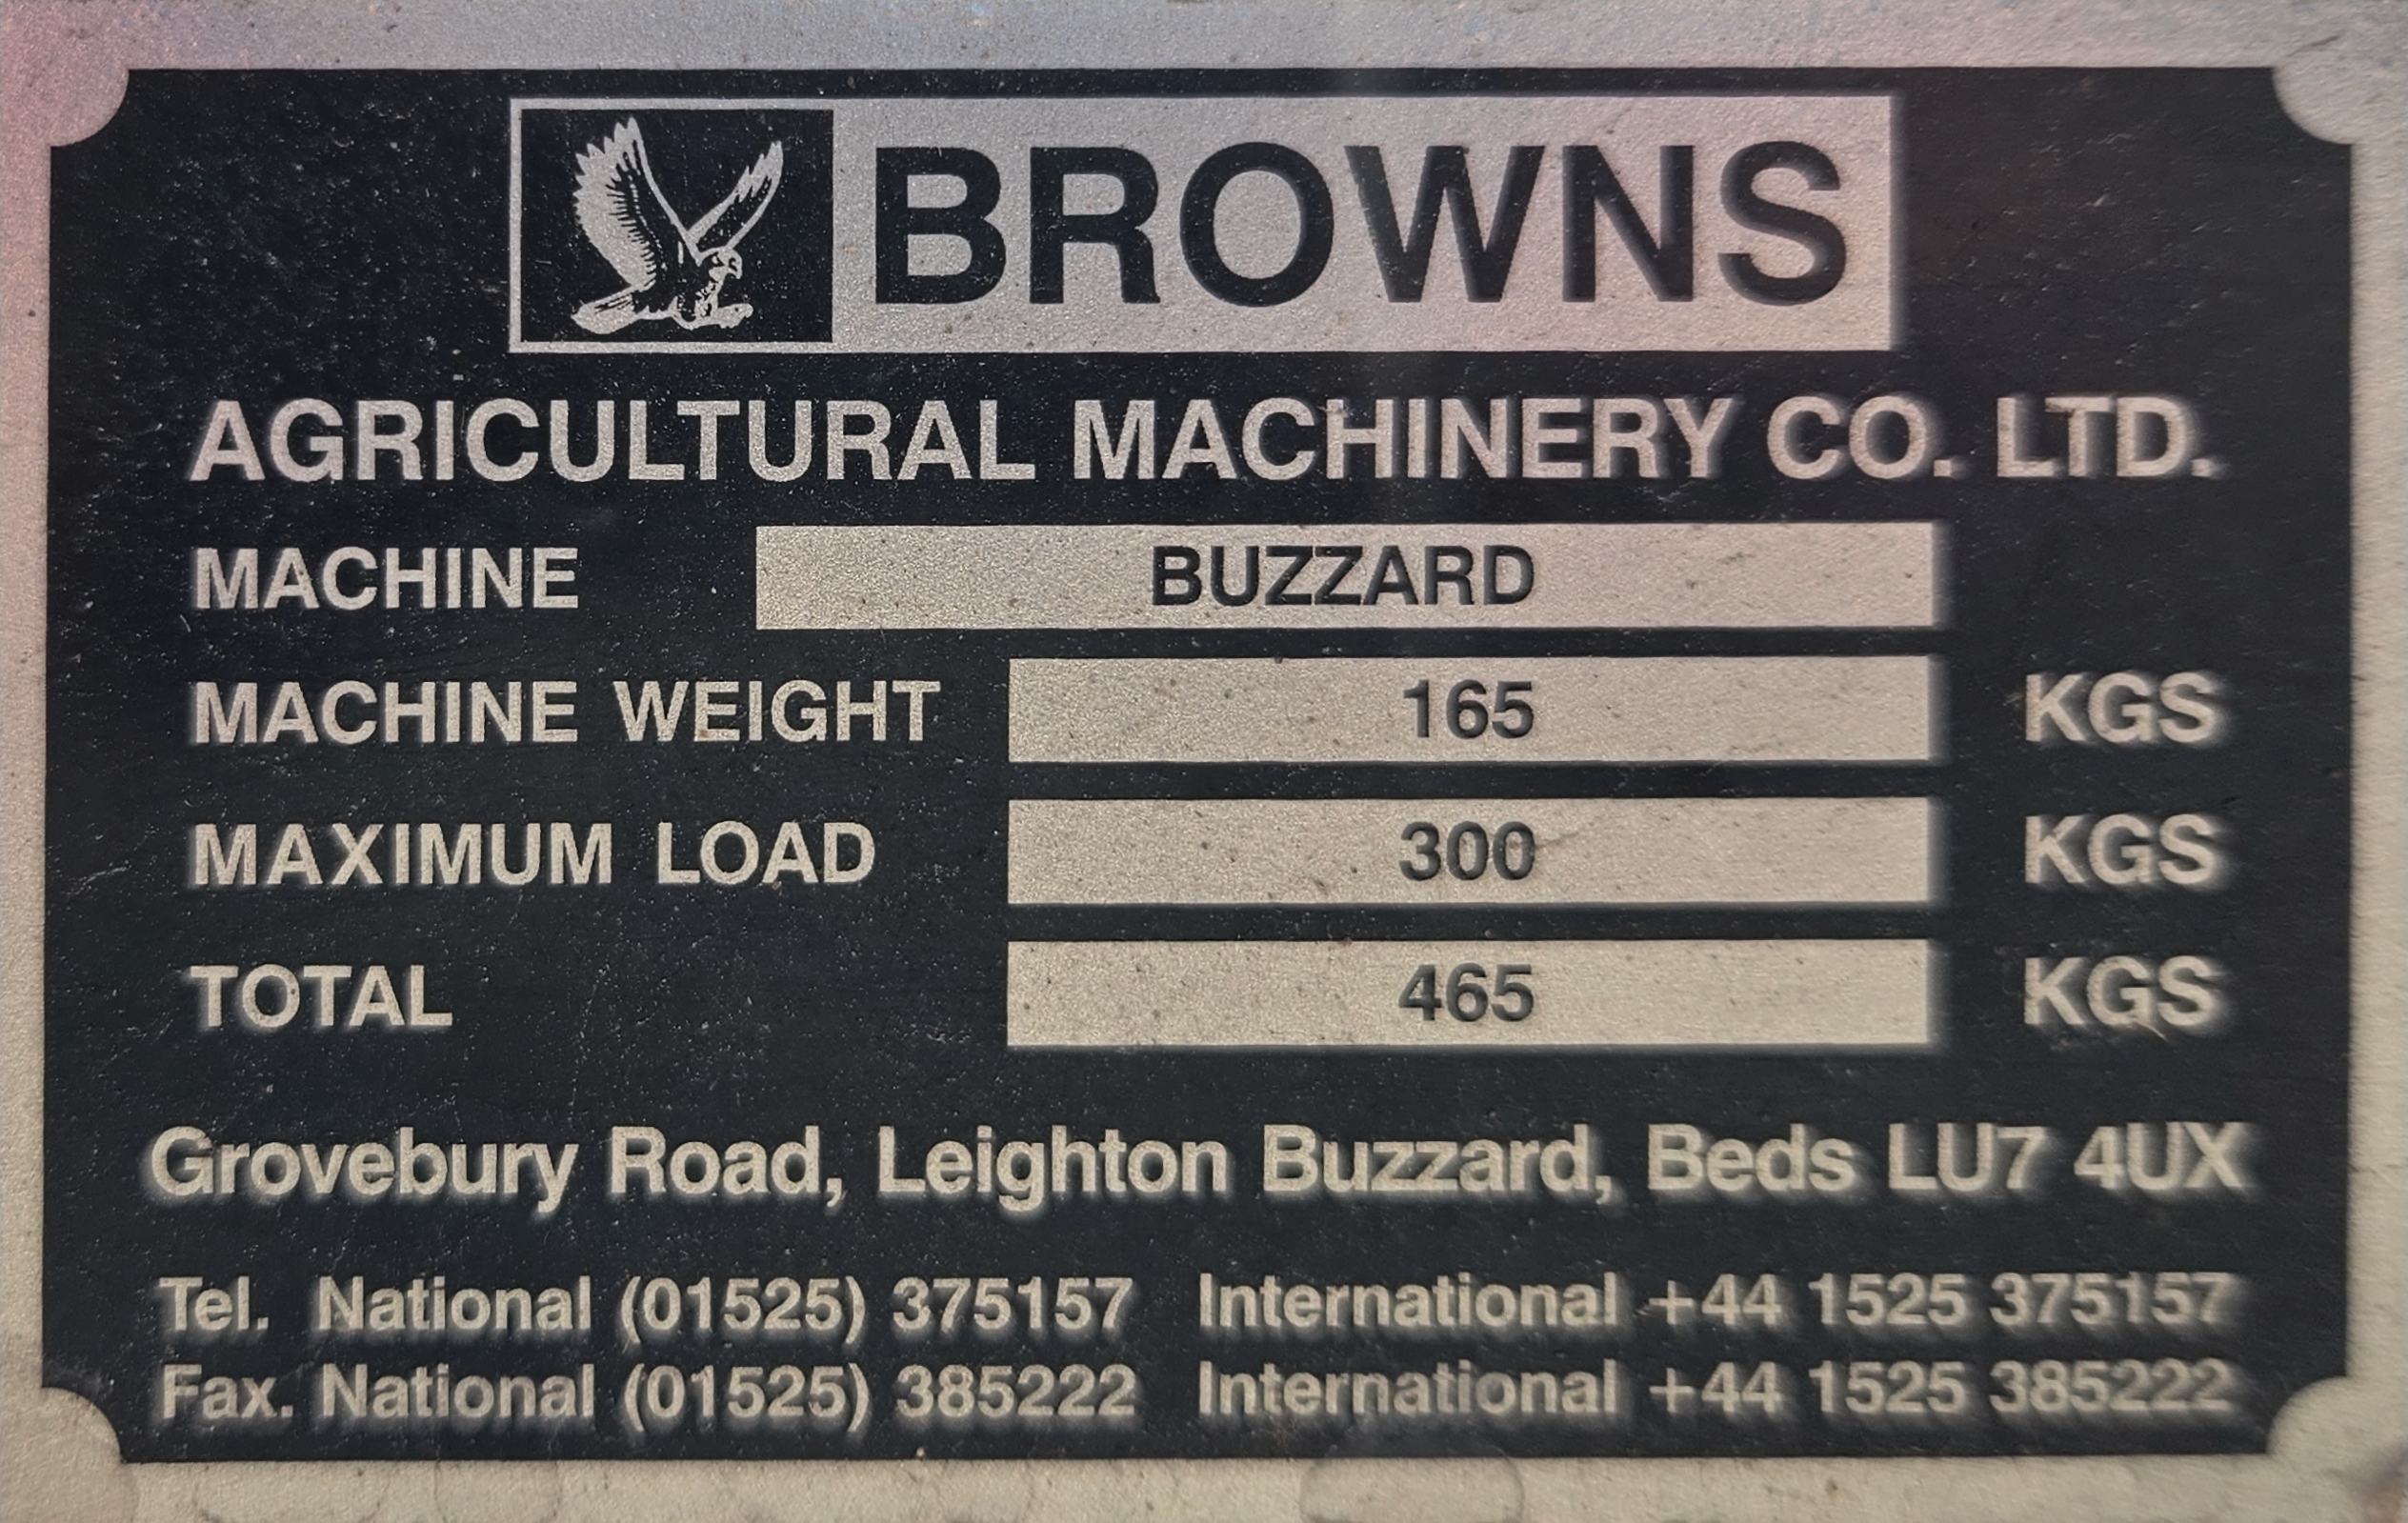 BROWNS
AGRICULTURAL MACHINERY CO. LTD.
MACHINE BUZZARD
MACHINE WEIGHT 165 KGS
MAXIMUM LOAD 300 KGS
TOTAL 465 KGS
Grovebury Road, Leighton Buzzard, Beds LU7 4UX
Tel. National (01525) 375157 International +44 1525 375157
Fax. National (01525) 385222 International +44 1525 385222